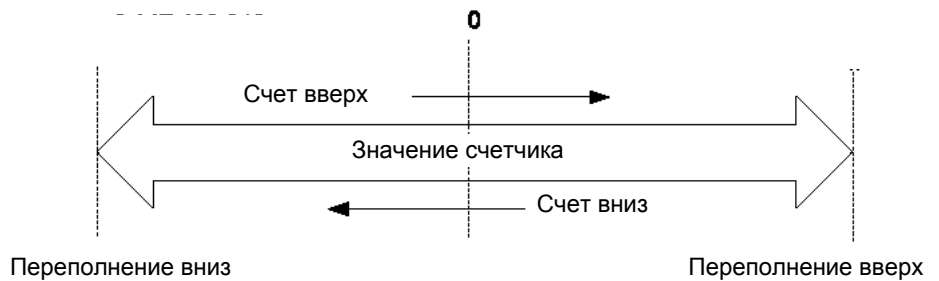 0
Счет вверх
Значение счетчика
Счет вниз
Переполнение вниз
Переполнение вверх